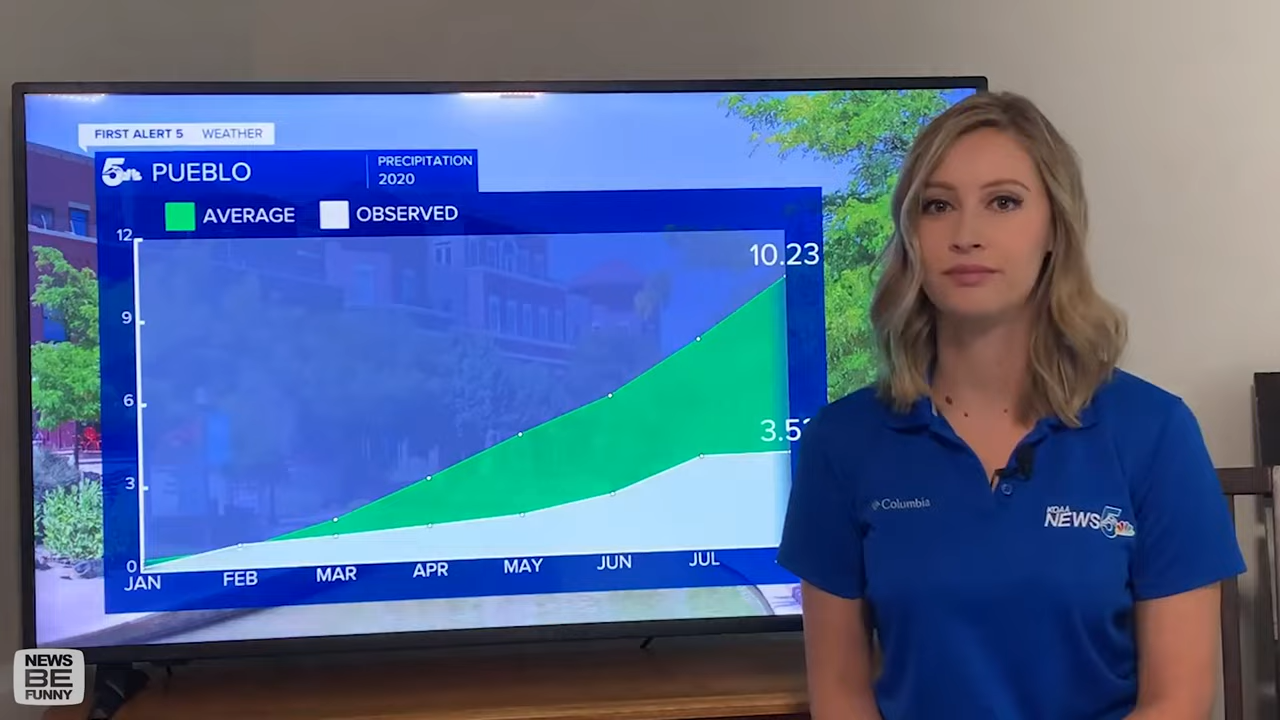 FIRST ALERT 5 WEATHER
5 PUEBLO
PRECIPITATION
2020
AVERAGE
OBSERVED
12
9
6
3
0
10.23
JAN
FEB
MAR
APR
MAY
JUN
JUL
Columbia
KOAA
NEWS 5
NEWS
BE
FUNNY